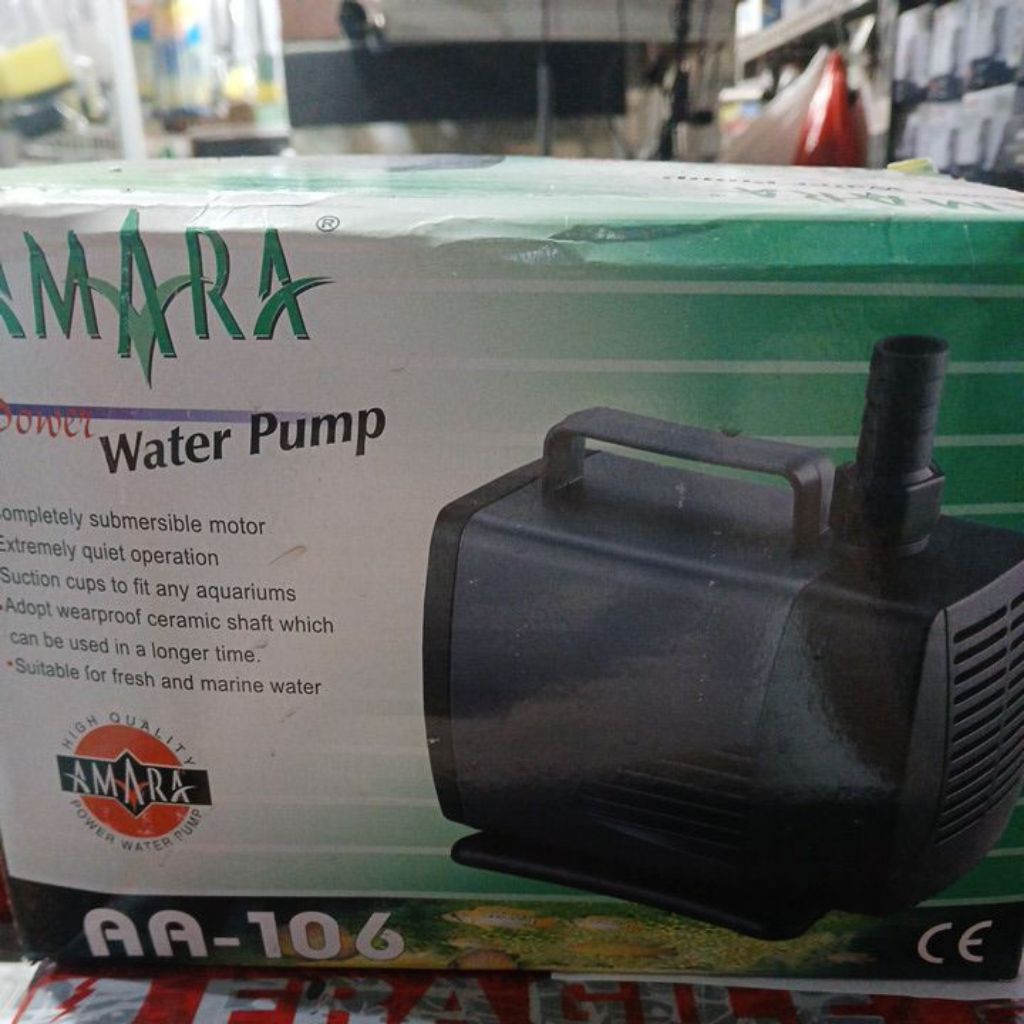 AMARA®
Power
Water Pump
Completely submersible motor
Extremely quiet operation
Suction cups to fit any aquariums
•Adopt wearproof ceramic shaft which
can be used in a longer time.
•Suitable for fresh and marine water
HIGH QUALITY
AMARA
POWER WATER PUMP
AA-106
CE
FRAGILE